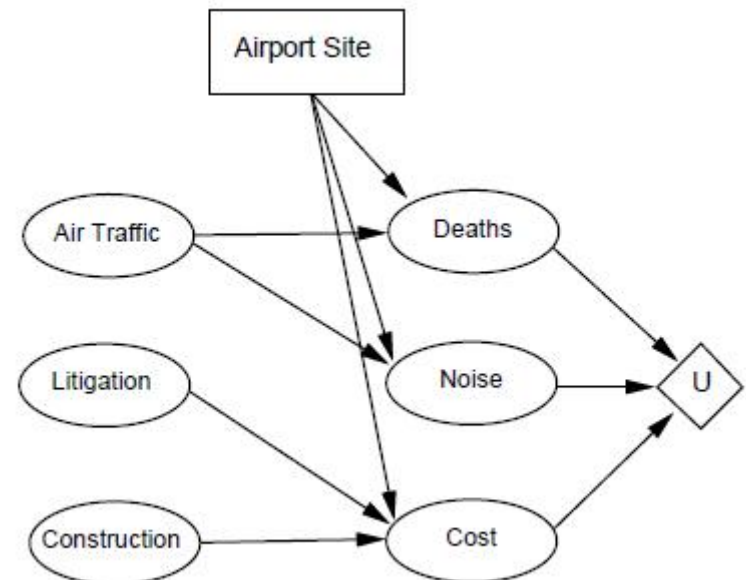 Airport Site
Air Traffic
Deaths
Litigation
Noise
U
Construction
Cost